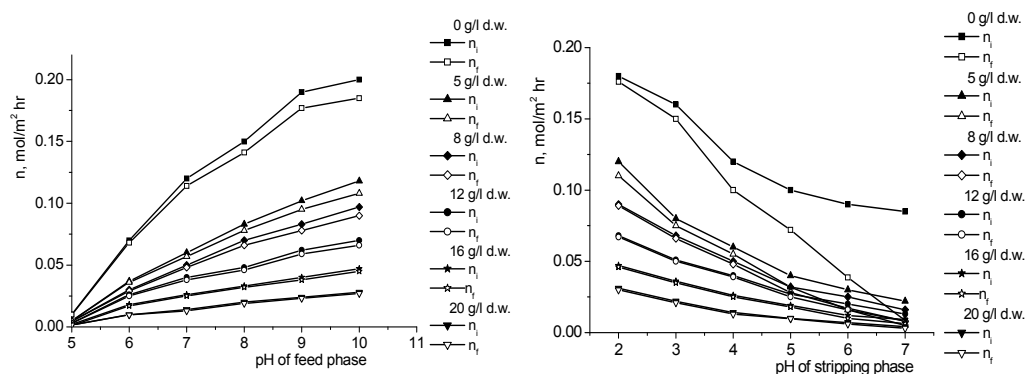 n, mol/m² hr
0.20
0.15
0.10
0.05
0.00
5 6 7 8 9 10 11
pH of feed phase
0 g/l d.w.
n_i
n_f
5 g/l d.w.
n_i
n_f
8 g/l d.w.
n_i
n_f
12 g/l d.w.
n_i
n_f
16 g/l d.w.
n_i
n_f
20 g/l d.w.
n_i
n_f
n, mol/m² hr
0.20
0.15
0.10
0.05
0.00
2 3 4 5 6 7
pH of stripping phase
0 g/l d.w.
n_i
n_f
5 g/l d.w.
n_i
n_f
8 g/l d.w.
n_i
n_f
12 g/l d.w.
n_i
n_f
16 g/l d.w.
n_i
n_f
20 g/l d.w.
n_i
n_f